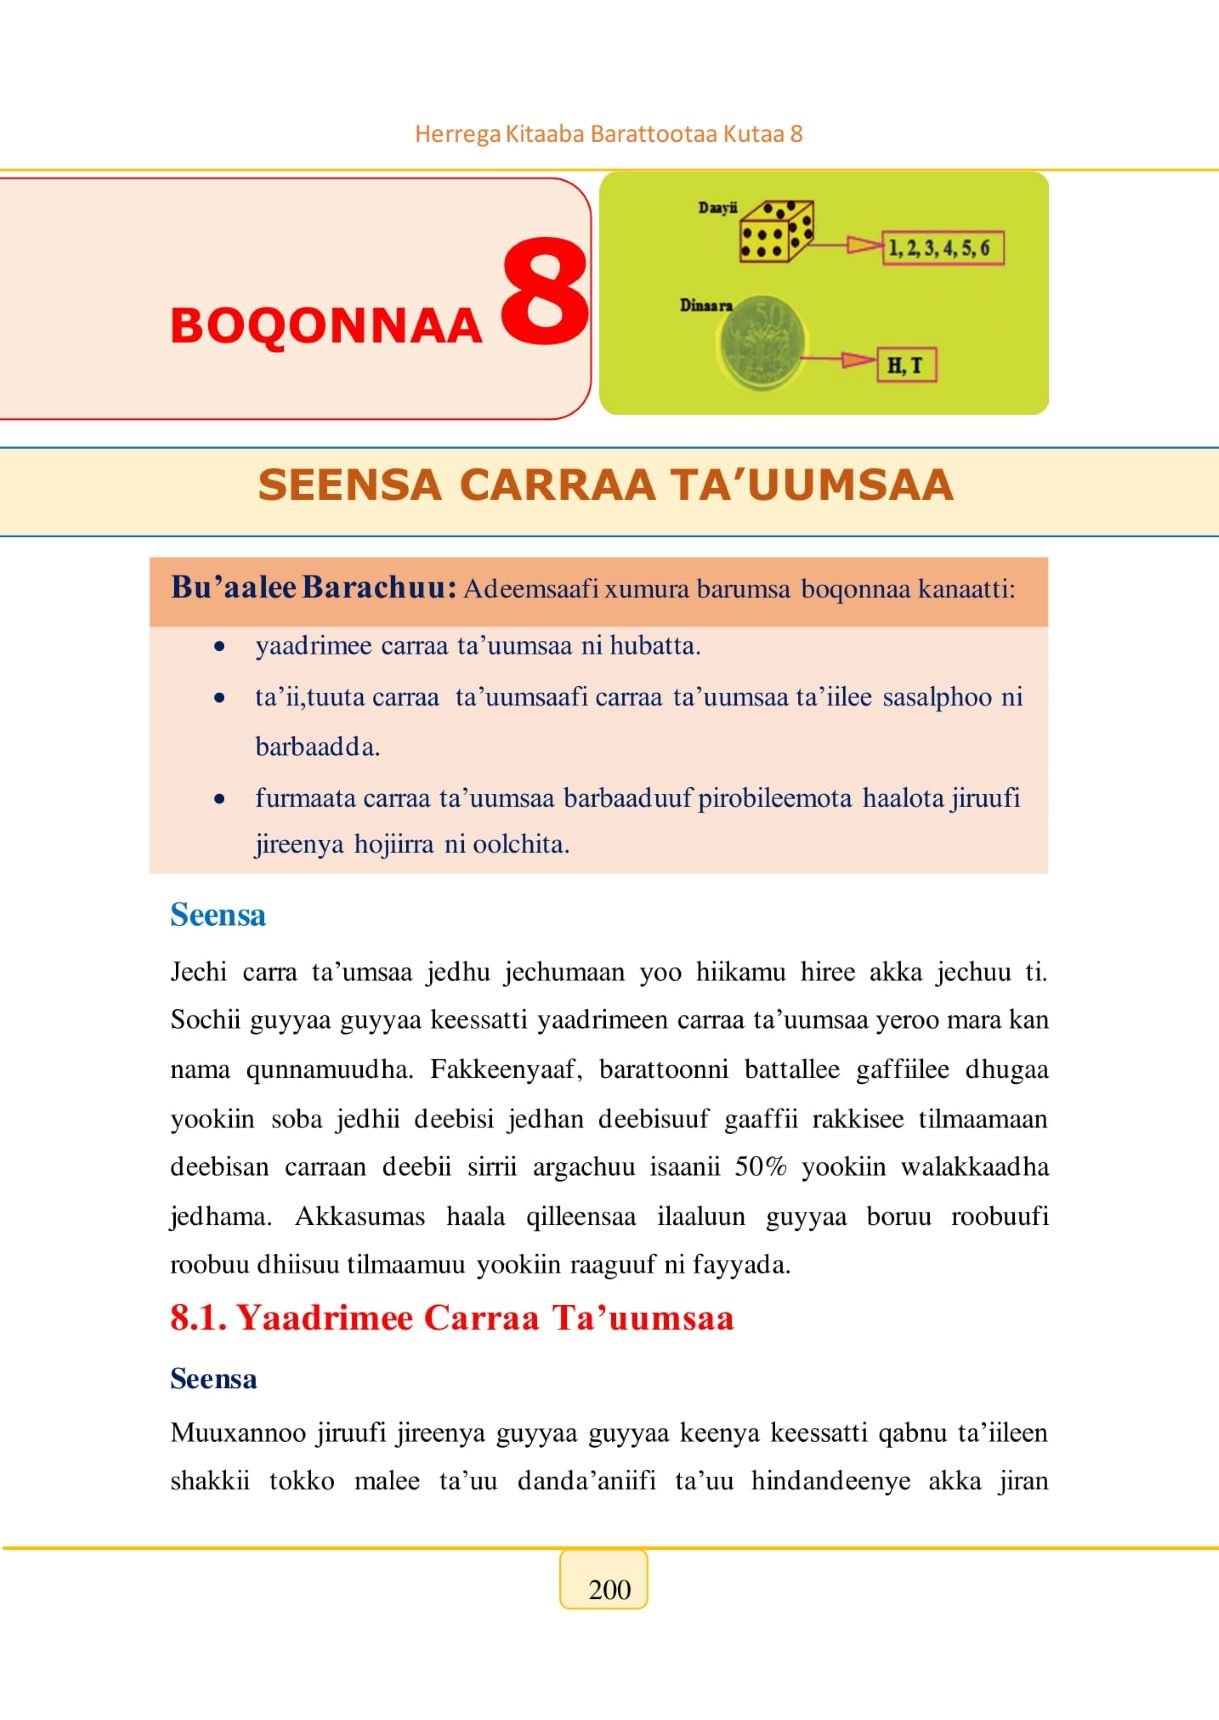 Herrega Kitaaba Barattootaa Kutaa 8
BOQONNAA 8
Daayii
1, 2, 3, 4, 5, 6
Dinaara
50
H, T
SEENSA CARRAA TA’UUMSAA
Bu’aalee Barachuu: Adeemsaafi xumura barumsa boqonnaa kanaatti:
• yaadrimee carraa ta’uumsaa ni hubatta.
• ta’ii,tuuta carraa ta’uumsaafi carraa ta’uumsaa ta’iilee sasalphoo ni
barbaadda.
• furmaata carraa ta’uumsaa barbaaduuf pirobileemota haalota jiruufi
jireenya hojiirra ni oolchita.
Seensa
Jechi carra ta’umsaa jedhu jechumaan yoo hiikamu hiree akka jechuu ti.
Sochii guyyaa guyyaa keessatti yaadrimeen carraa ta’uumsaa yeroo mara kan
nama qunnamuudha. Fakkeenyaaf, barattoonni battallee gaffiilee dhugaa
yookiin soba jedhii deebisi jedhan deebisuuf gaaffii rakkisee tilmaamaan
deebisan carraan deebii sirrii argachuu isaanii 50% yookiin walakkaadha
jedhama. Akkasumas haala qilleensaa ilaaluun guyyaa boruu roobuufi
roobuu dhiisuu tilmaamuu yookiin raaguuf ni fayyada.
8.1. Yaadrimee Carraa Ta’uumsaa
Seensa
Muuxannoo jiruufi jireenya guyyaa guyyaa keenya keessatti qabnu ta’iileen
shakkii tokko malee ta’uu danda’aniifi ta’uu hindandeenye akka jiran
200